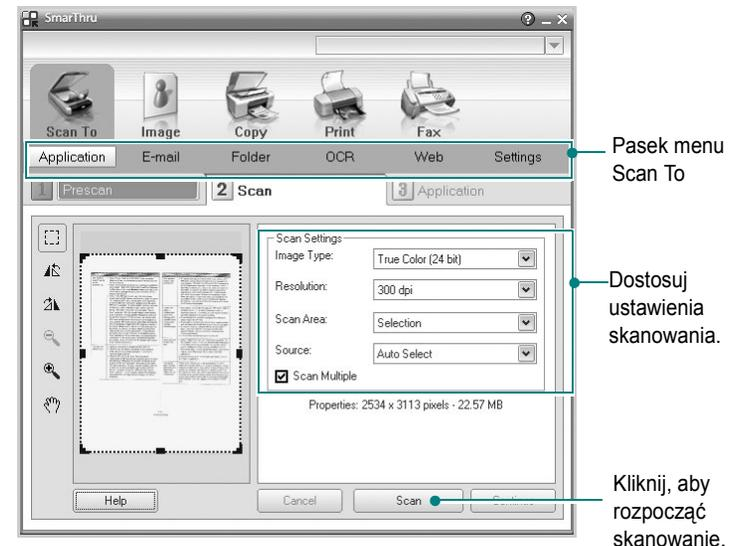 SmarThru
Scan To Image Copy Print Fax
Application E-mail Folder OCR Web Settings
Pasek menu
Scan To
1 Prescan 2 Scan 3 Application
Scan Settings
Image Type: True Color (24 bit)
Resolution: 300 dpi
Scan Area: Selection
Source: Auto Select
Scan Multiple
Properties: 2534 x 3113 pixels - 22.57 MB
Dostosuj
ustawienia
skanowania.
Help Cancel Scan Continue
Kliknij, aby
rozpocząć
skanowanie.